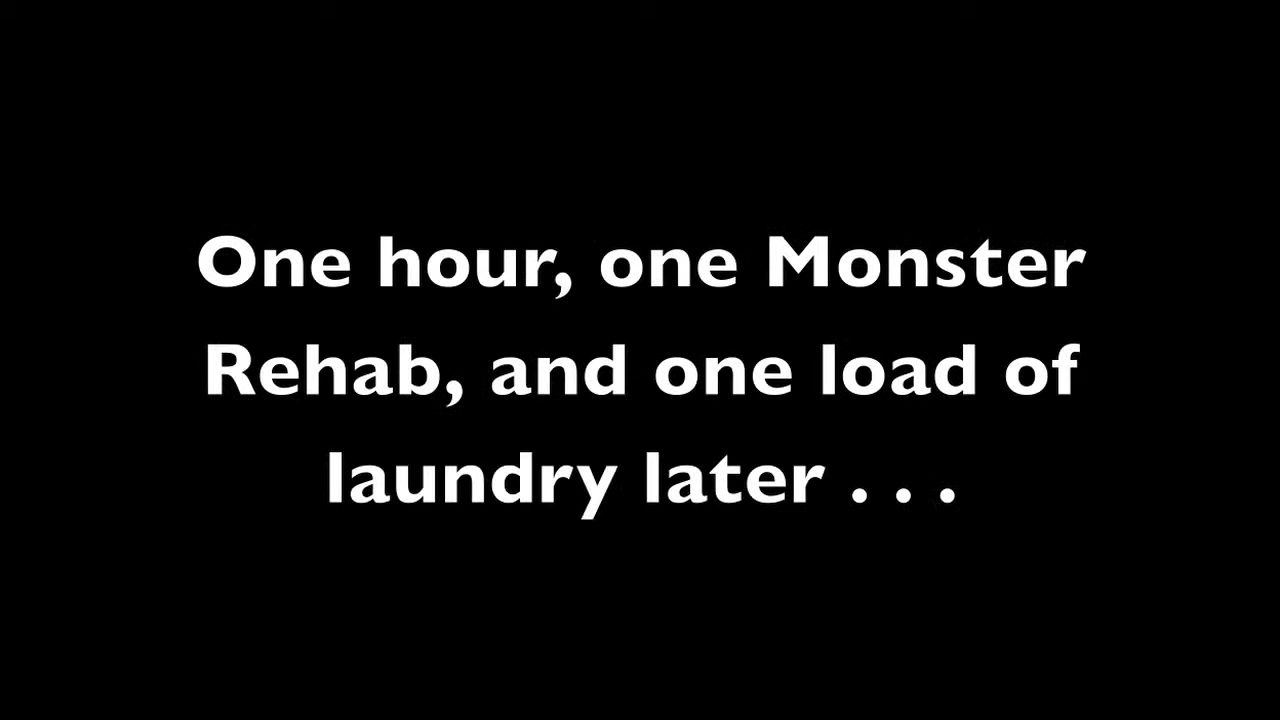 One hour, one Monster
Rehab, and one load of
laundry later . . .